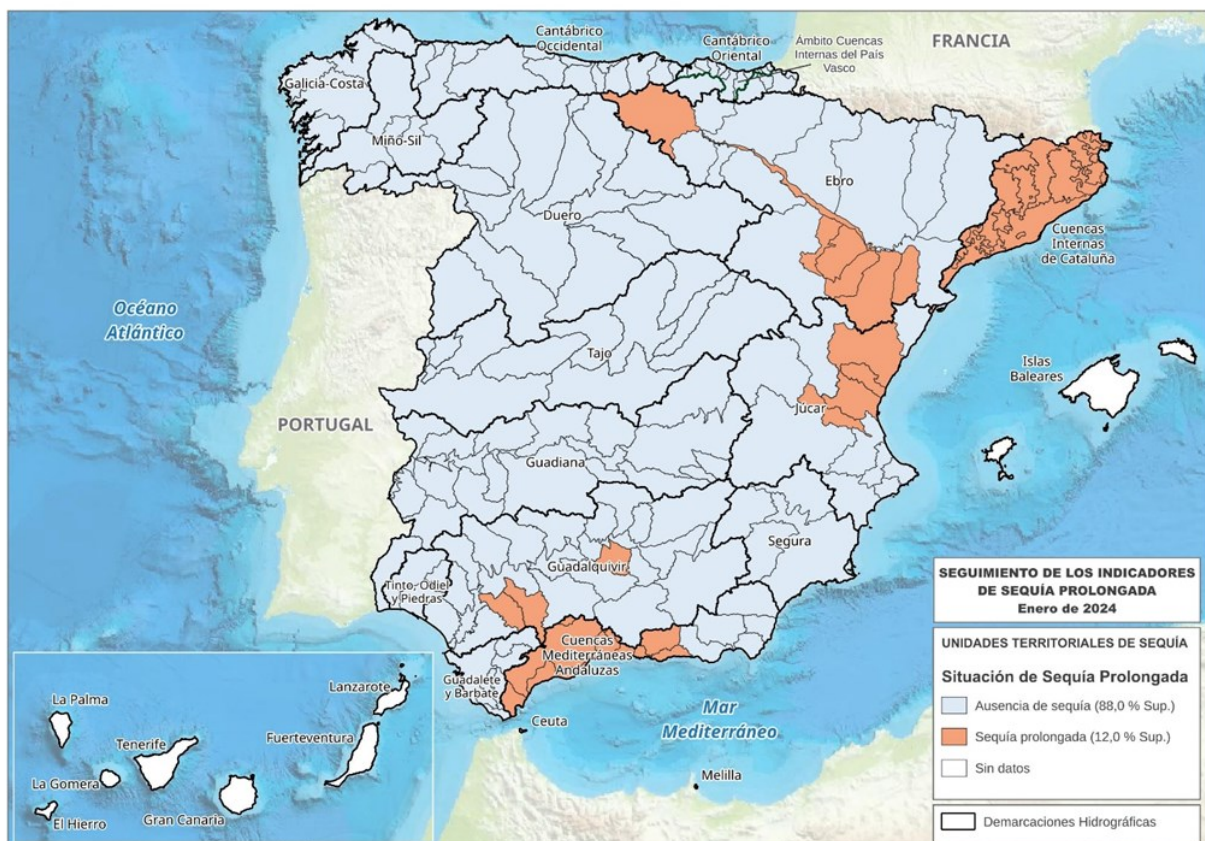 Cantábrico
Occidental
Cantábrico
Oriental
Ámbito Cuencas
Internas del País
Vasco
FRANCIA
Galicia-Costa
Miño-Sil
Ebro
Duero
Cuencas
Internas
de Cataluña
Océano
Atlántico
Tajo
Islas
Baleares
Júcar
PORTUGAL
Guadiana
Segura
Guadalquivir
Tinto, Odiel
y Piedras
Cuencas
Mediterráneas
Andaluzas
Guadalete
y Barbate
Mar
Mediterráneo
Ceuta
Melilla
La Palma
Lanzarote
Tenerife
Fuerteventura
La Gomera
El Hierro
Gran Canaria
SEGUIMIENTO DE LOS INDICADORES
DE SEQUÍA PROLONGADA
Enero de 2024
UNIDADES TERRITORIALES DE SEQUÍA
Situación de Sequía Prolongada
Ausencia de sequía (88,0 % Sup.)
Sequía prolongada (12,0 % Sup.)
Sin datos
Demarcaciones Hidrográficas